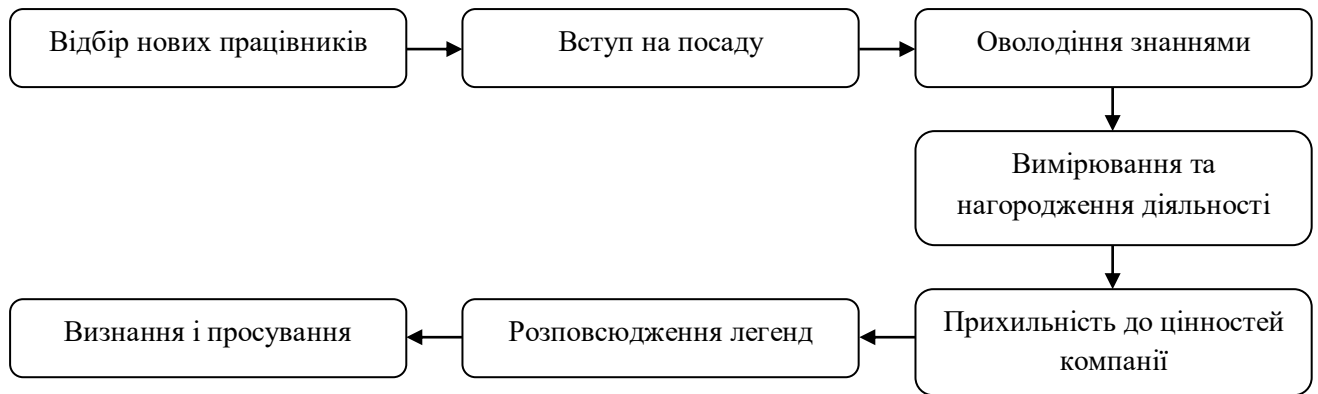 Відбір нових працівників
Вступ на посаду
Оволодіння знаннями
Вимірювання та
нагородження діяльності
Прихильність до цінностей
компанії
Розповсюдження легенд
Визнання і просування